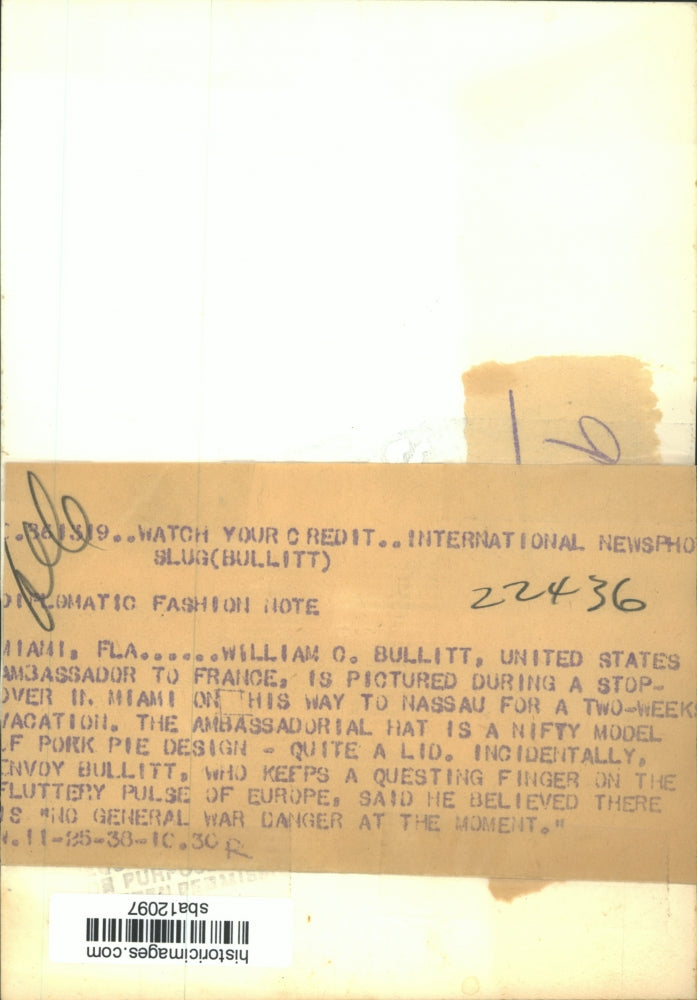 9
.361319..WATCH YOUR CREDIT..INTERNATIONAL NEWSPHO
SLUG(BULLITT)
22436
DIPLOMATIC FASHION NOTE
MIAMI, FLA......WILLIAM C. BULLITT, UNITED STATES
AMBASSADOR TO FRANCE, IS PICTURED DURING A STOP-
OVER IN MIAMI ON HIS WAY TO NASSAU FOR A TWO-WEEK
VACATION. THE AMBASSADORIAL HAT IS A NIFTY MODEL
OF PORK PIE DESIGN - QUITE A LID. INCIDENTALLY,
ENVOY BULLITT, WHO KEEPS A QUESTING FINGER ON THE
FLUTTERY PULSE OF EUROPE, SAID HE BELIEVED THERE
IS "NO GENERAL WAR DANGER AT THE MOMENT."
.11-25-38-10.30 R
PURPO
sba12097
historicimages.com